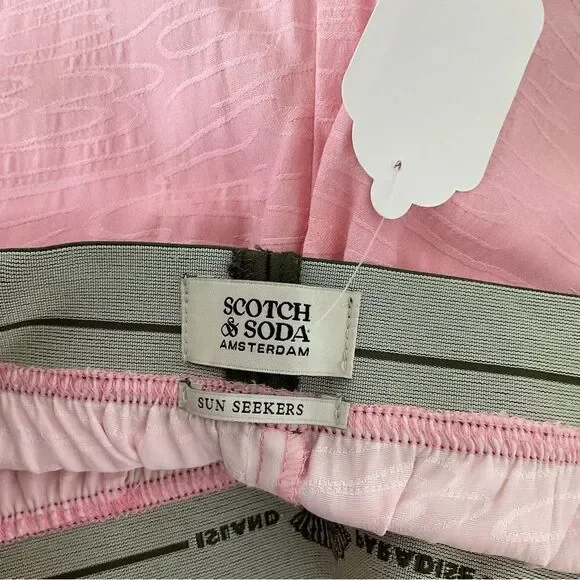 SCOTCH
& SODA
AMSTERDAM
SUN SEEKERS
ISLAND PARADISE